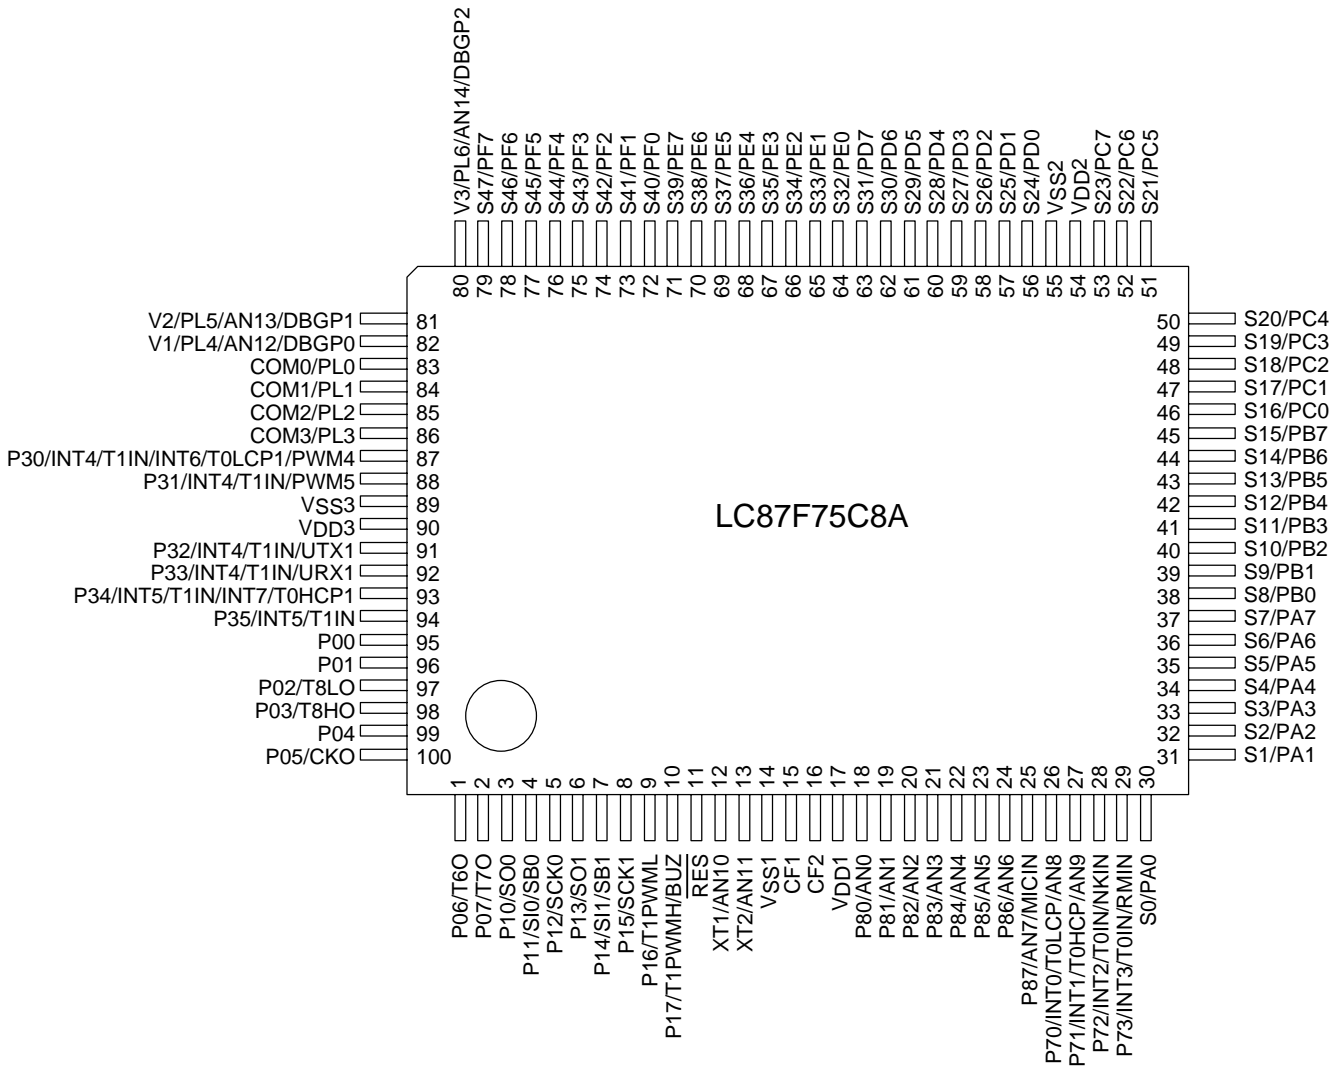 V3/PL6/AN14/DBGP2
S47/PF7
S46/PF6
S45/PF5
S44/PF4
S43/PF3
S42/PF2
S41/PF1
S40/PF0
S39/PE7
S38/PE6
S37/PE5
S36/PE4
S35/PE3
S34/PE2
S33/PE1
S32/PE0
S31/PD7
S30/PD6
S29/PD5
S28/PD4
S27/PD3
S26/PD2
S25/PD1
S24/PD0
VSS2
VDD2
S23/PC7
S22/PC6
S21/PC5
80 79 78 77 76 75 74 73 72 71 70 69 68 67 66 65 64 63 62 61 60 59 58 57 56 55 54 53 52 51
V2/PL5/AN13/DBGP1 81
V1/PL4/AN12/DBGP0 82
COM0/PL0 83
COM1/PL1 84
COM2/PL2 85
COM3/PL3 86
P30/INT4/T1IN/INT6/T0LCP1/PWM4 87
P31/INT4/T1IN/PWM5 88
VSS3 89
VDD3 90
P32/INT4/T1IN/UTX1 91
P33/INT4/T1IN/URX1 92
P34/INT5/T1IN/INT7/T0HCP1 93
P35/INT5/T1IN 94
P00 95
P01 96
P02/T8LO 97
P03/T8HO 98
P04 99
P05/CKO 100
LC87F75C8A
50 S20/PC4
49 S19/PC3
48 S18/PC2
47 S17/PC1
46 S16/PC0
45 S15/PB7
44 S14/PB6
43 S13/PB5
42 S12/PB4
41 S11/PB3
40 S10/PB2
39 S9/PB1
38 S8/PB0
37 S7/PA7
36 S6/PA6
35 S5/PA5
34 S4/PA4
33 S3/PA3
32 S2/PA2
31 S1/PA1
1 2 3 4 5 6 7 8 9 10 11 12 13 14 15 16 17 18 19 20 21 22 23 24 25 26 27 28 29 30
P06/T6O
P07/T7O
P10/SO0
P11/SI0/SB0
P12/SCK0
P13/SO1
P14/SI1/SB1
P15/SCK1
P16/T1PWML
P17/T1PWMH/BUZ
RES
XT1/AN10
XT2/AN11
VSS1
CF1
CF2
VDD1
P80/AN0
P81/AN1
P82/AN2
P83/AN3
P84/AN4
P85/AN5
P86/AN6
P87/AN7/MICIN
P70/INT0/T0LCP/AN8
P71/INT1/T0HCP/AN9
P72/INT2/T0IN/NKIN
P73/INT3/T0IN/RMIN
S0/PA0